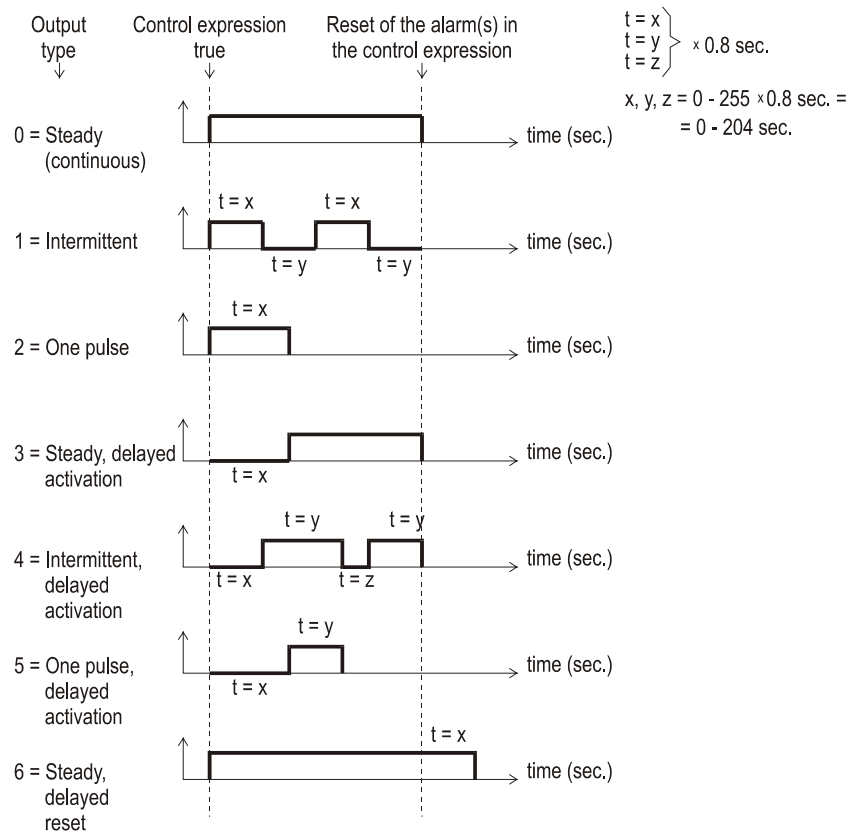 Output
type
Control expression
true
Reset of the alarm(s) in
the control expression
t = x
t = y
t = z
x 0.8 sec.
x, y, z = 0 - 255 x0.8 sec. =
= 0 - 204 sec.
0 = Steady
(continuous)
time (sec.)
1 = Intermittent
t = x
t = x
t = y
t = y
time (sec.)
2 = One pulse
t = x
time (sec.)
3 = Steady, delayed
activation
t = x
time (sec.)
4 = Intermittent,
delayed
activation
t = y
t = y
t = x
t = z
time (sec.)
5 = One pulse,
delayed
activation
t = y
t = x
time (sec.)
6 = Steady,
delayed
reset
t = x
time (sec.)